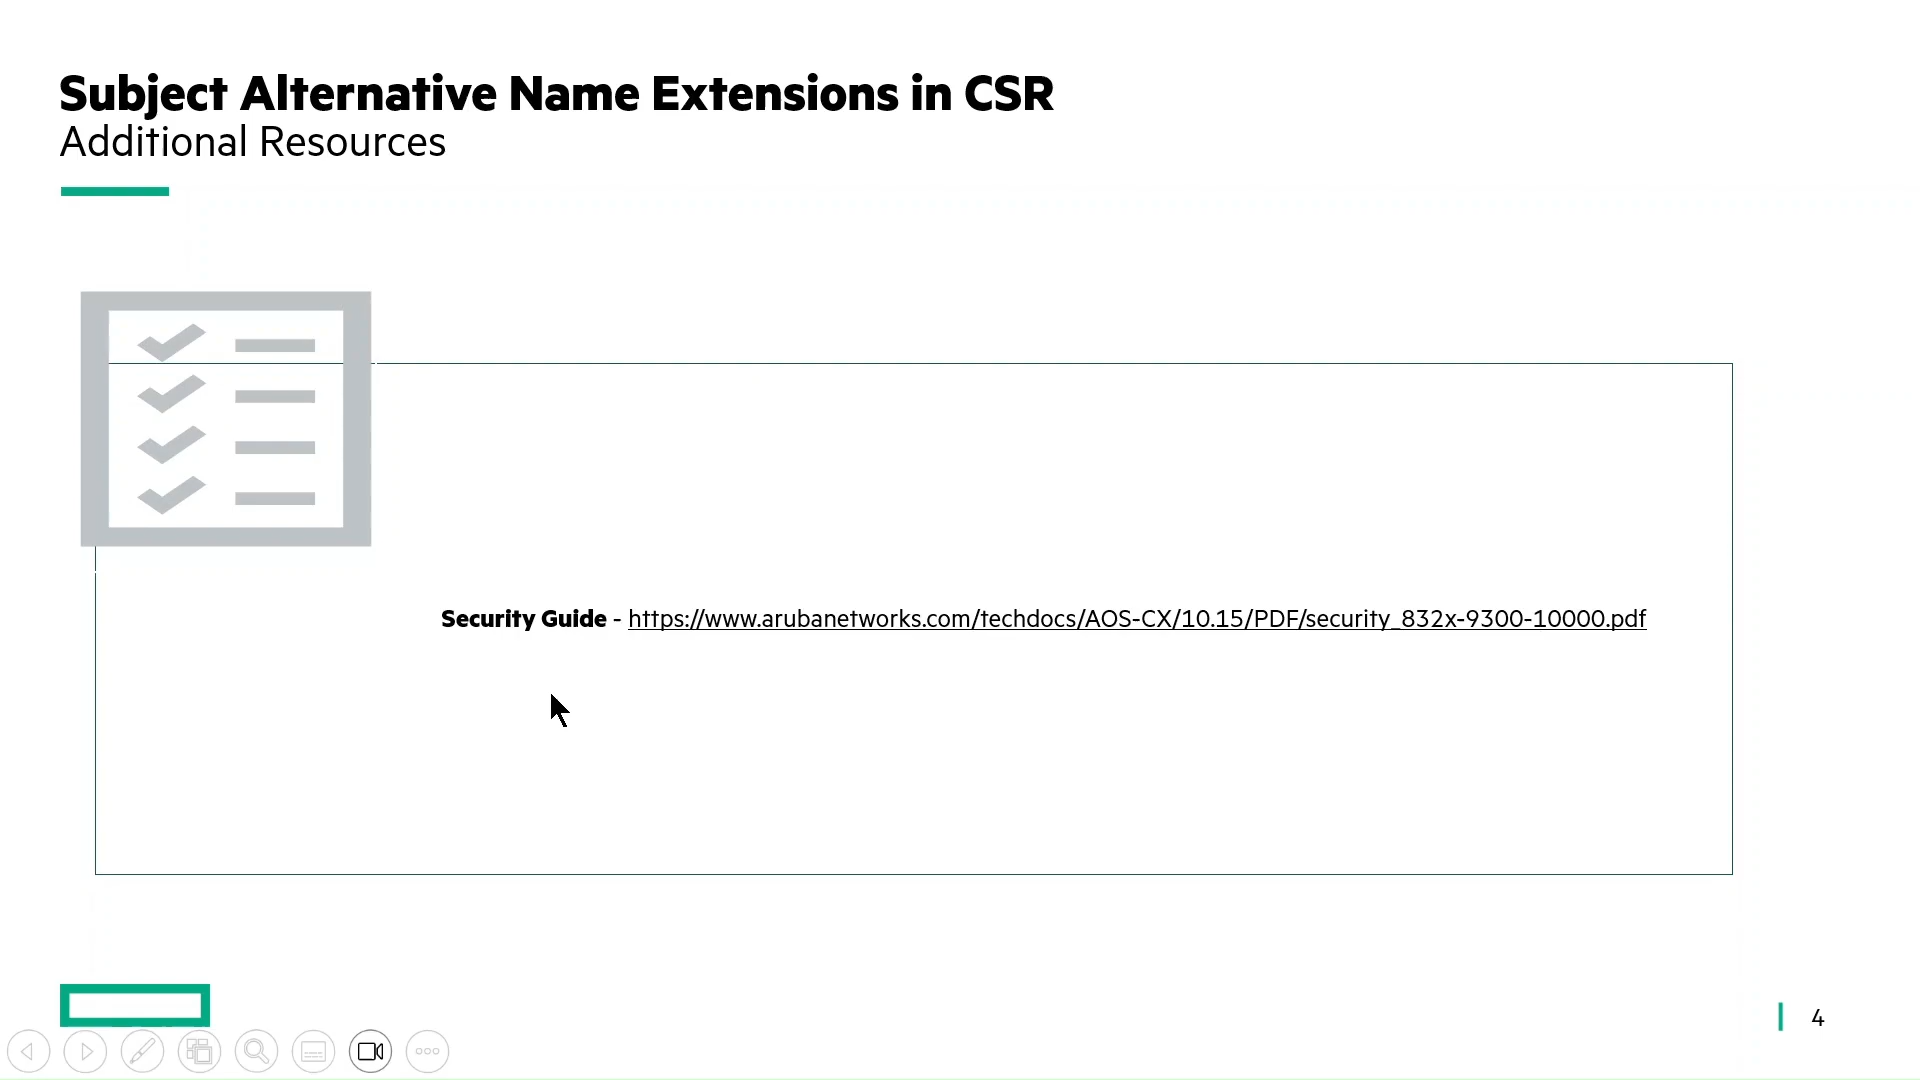 Subject Alternative Name Extensions in CSR
Additional Resources
Security Guide - https://www.arubanetworks.com/techdocs/AOS-CX/10.15/PDF/security_832x-9300-10000.pdf
4